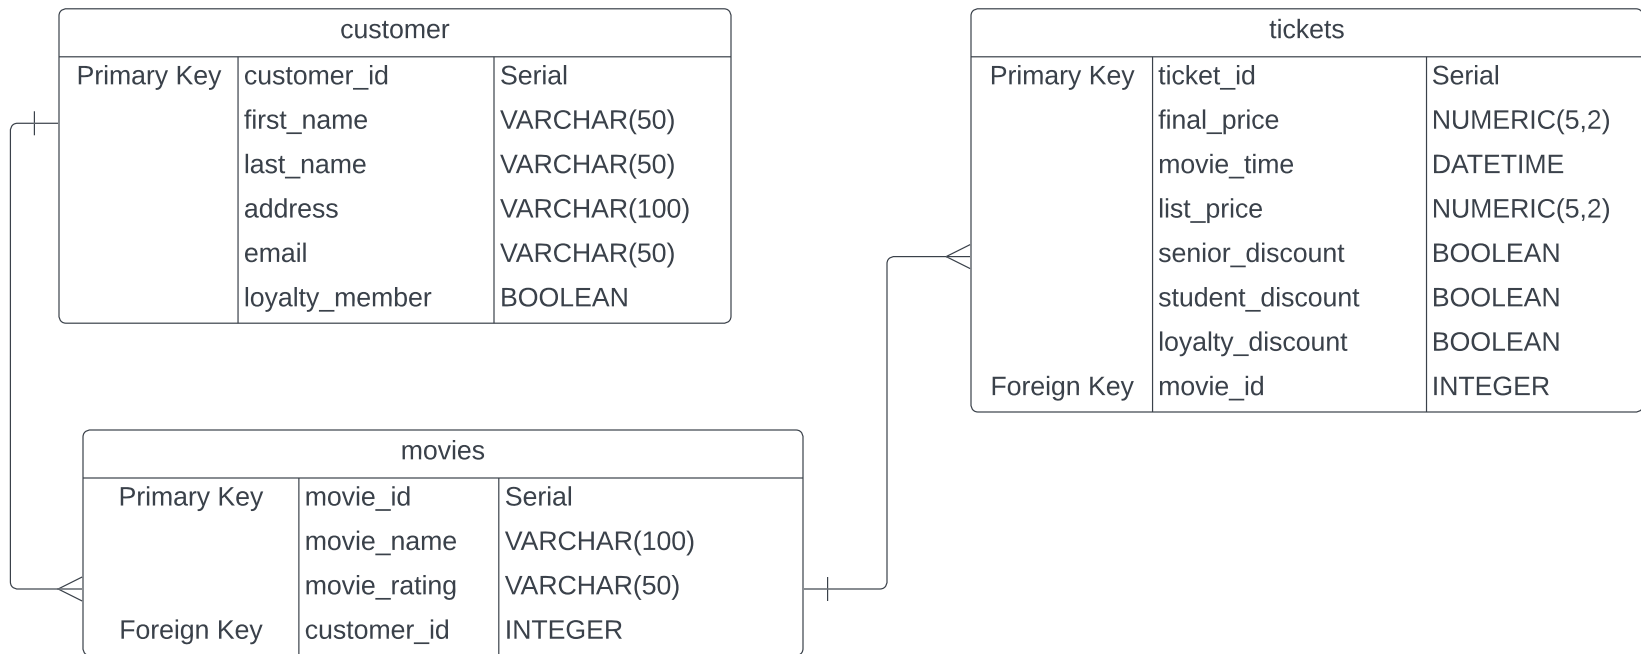 customer
Primary Key customer_id Serial
first_name VARCHAR(50)
last_name VARCHAR(50)
address VARCHAR(100)
email VARCHAR(50)
loyalty_member BOOLEAN
tickets
Primary Key ticket_id Serial
final_price NUMERIC(5,2)
movie_time DATETIME
list_price NUMERIC(5,2)
senior_discount BOOLEAN
student_discount BOOLEAN
loyalty_discount BOOLEAN
Foreign Key movie_id INTEGER
movies
Primary Key movie_id Serial
movie_name VARCHAR(100)
movie_rating VARCHAR(50)
Foreign Key customer_id INTEGER